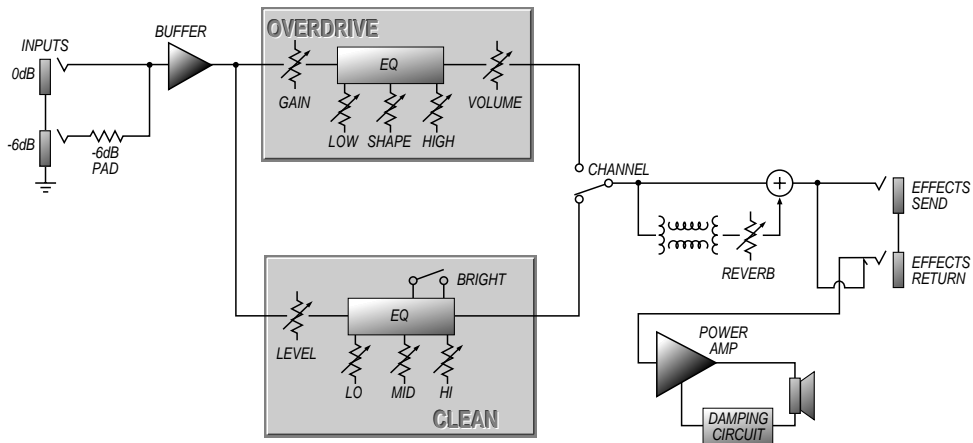 INPUTS
0dB
-6dB
-6dB
PAD
BUFFER
OVERDRIVE
GAIN
EQ
LOW
SHAPE
HIGH
VOLUME
CHANNEL
REVERB
EFFECTS
SEND
EFFECTS
RETURN
BRIGHT
LEVEL
EQ
LO
MID
HI
CLEAN
POWER
AMP
DAMPING
CIRCUIT